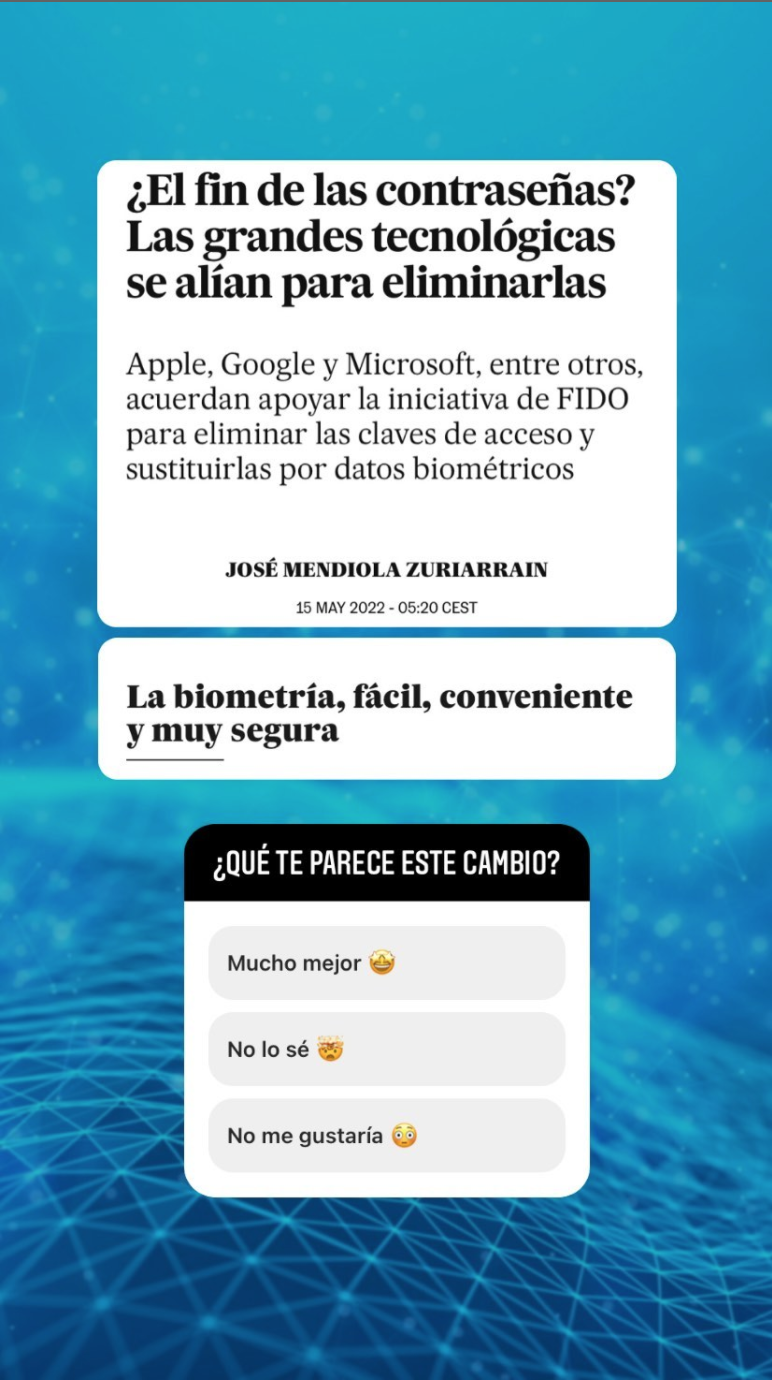 ¿El fin de las contraseñas?
Las grandes tecnológicas
se alían para eliminarlas
Apple, Google y Microsoft, entre otros,
acuerdan apoyar la iniciativa de FIDO
para eliminar las claves de acceso y
sustituirlas por datos biométricos
JOSÉ MENDIOLA ZURIARRAIN
15 MAY 2022 - 05:20 CEST
La biometría, fácil, conveniente
y muy segura
¿QUÉ TE PARECE ESTE CAMBIO?
Mucho mejor 🤩
No lo sé 🤯
No me gustaría 😳